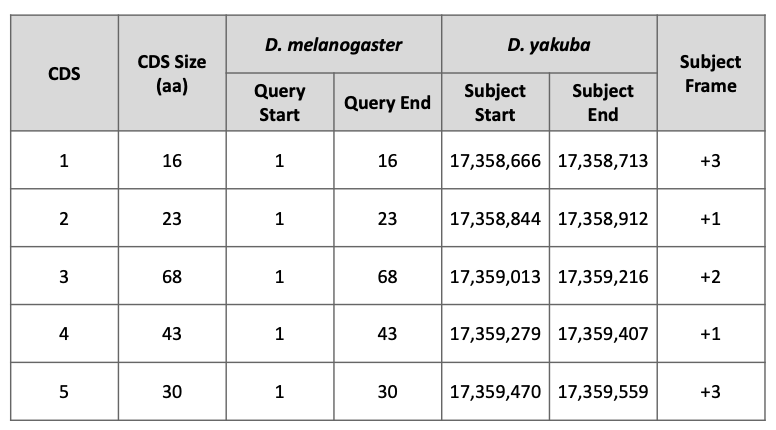 CDS CDS Size (aa) D. melanogaster D. yakuba Subject Frame
Query Start Query End Subject Start Subject End
1 16 1 16 17,358,666 17,358,713 +3
2 23 1 23 17,358,844 17,358,912 +1
3 68 1 68 17,359,013 17,359,216 +2
4 43 1 43 17,359,279 17,359,407 +1
5 30 1 30 17,359,470 17,359,559 +3